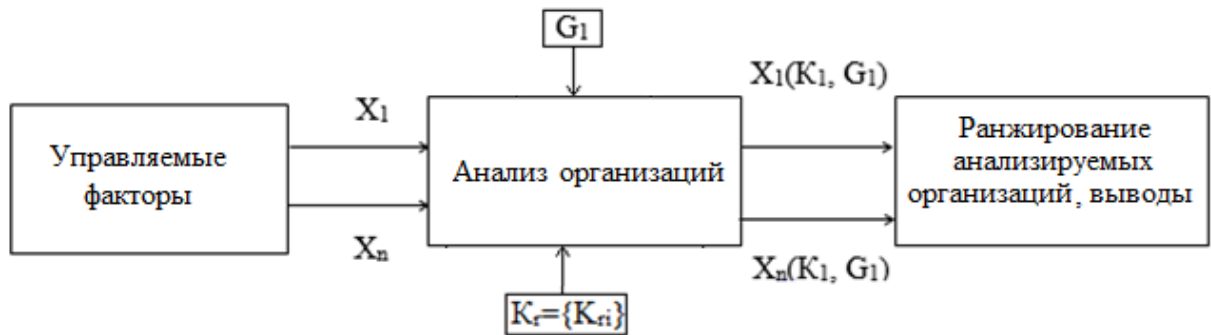 G₁
X₁
X₁(K₁, G₁)
Управляемые
факторы
Анализ организаций
Ранжирование
анализируемых
организаций, выводы
Xₙ
Xₙ(K₁, G₁)
Kᵣ={Kᵣᵢ}